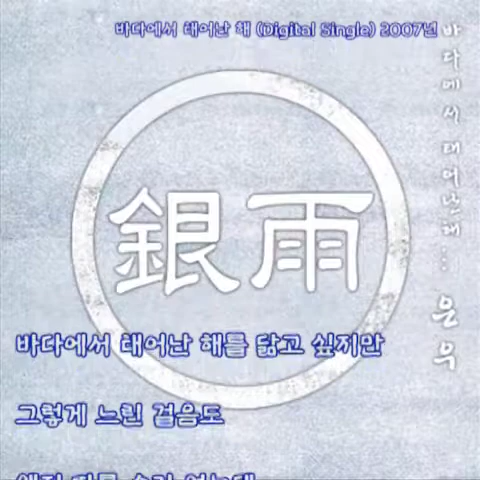 바다에서 태어난 해 (Digital Single) 2007년
바다에서 태어난해...
은우
銀雨
바다에서 태어난 해를 닮고 싶지만
그렇게 느린 걸음도